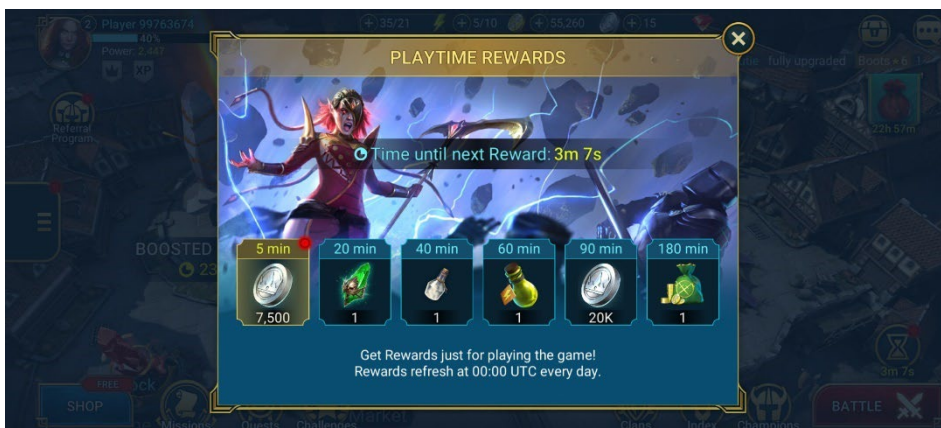 2
Player 99763674
35/21
5/10
55,260
15
40%
Power: 2 447
XP
PLAYTIME REWARDS
fully upgraded Boots • 6
Referral
Program
22h 57m
Time until next Reward: 3m 7s
BOOSTED
23
5 min
20 min
40 min
60 min
90 min
180 min
7,500
1
1
1
20K
1
Get Rewards just for playing the game!
Rewards refresh at 00:00 UTC every day.
3m 7s
FREE
SHOP
Missions
Quests
Challenges
Market
Clans
Index
Champions
BATTLE